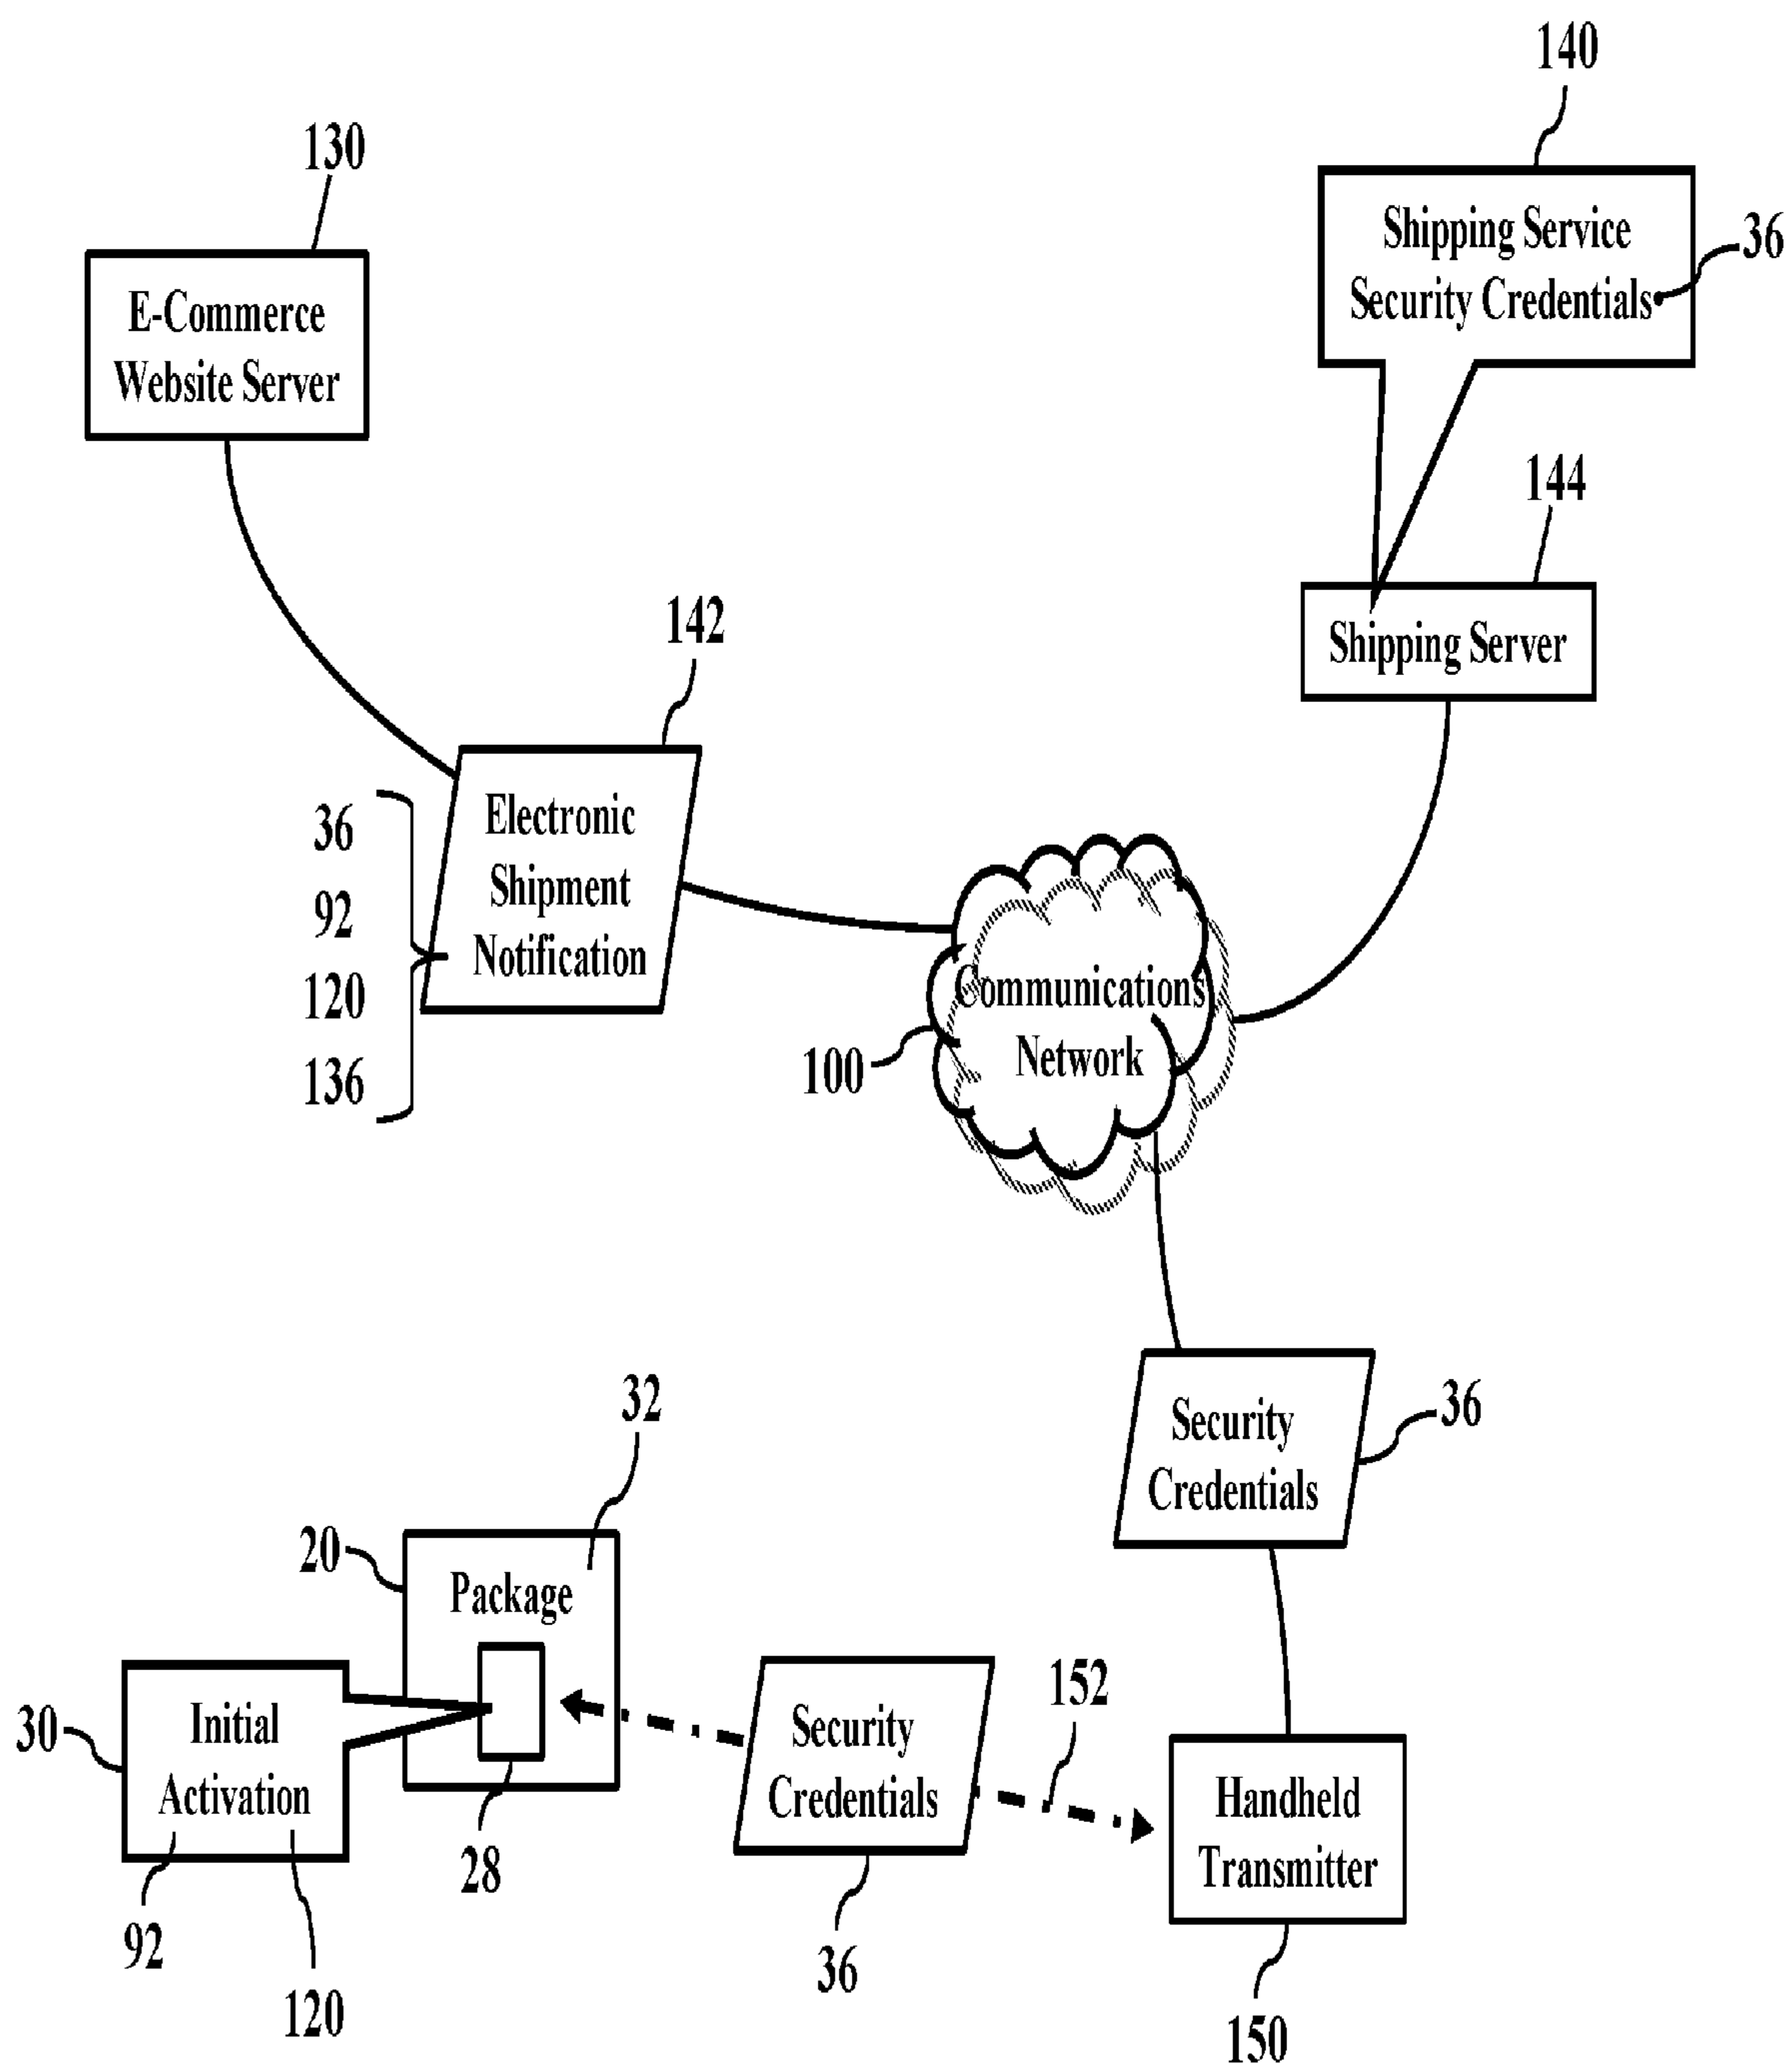 140
130
Shipping Service
Security Credentials
36
E-Commerce
Website Server
144
142
Shipping Server
36
92
120
136
Electronic
Shipment
Notification
Communications
Network
100
32
Security
Credentials
36
20
Package
30
Initial
Activation
92
120
28
Security
Credentials
36
152
Handheld
Transmitter
150